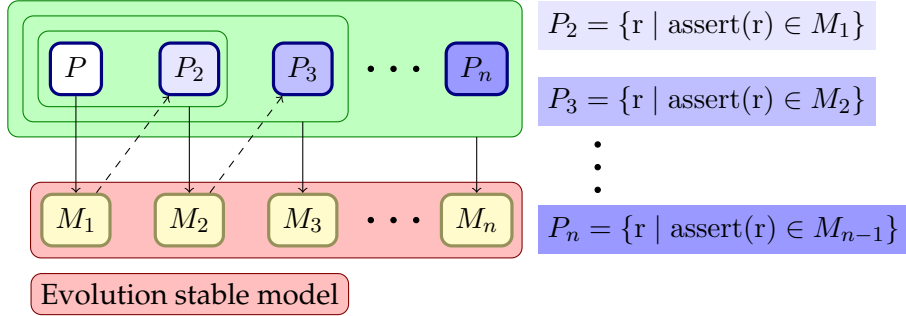 P P₂ P₃ · · · Pₙ
M₁ M₂ M₃ · · · Mₙ
Evolution stable model
P₂ = {r | assert(r) ∈ M₁}
P₃ = {r | assert(r) ∈ M₂}
Pₙ = {r | assert(r) ∈ Mₙ₋₁}